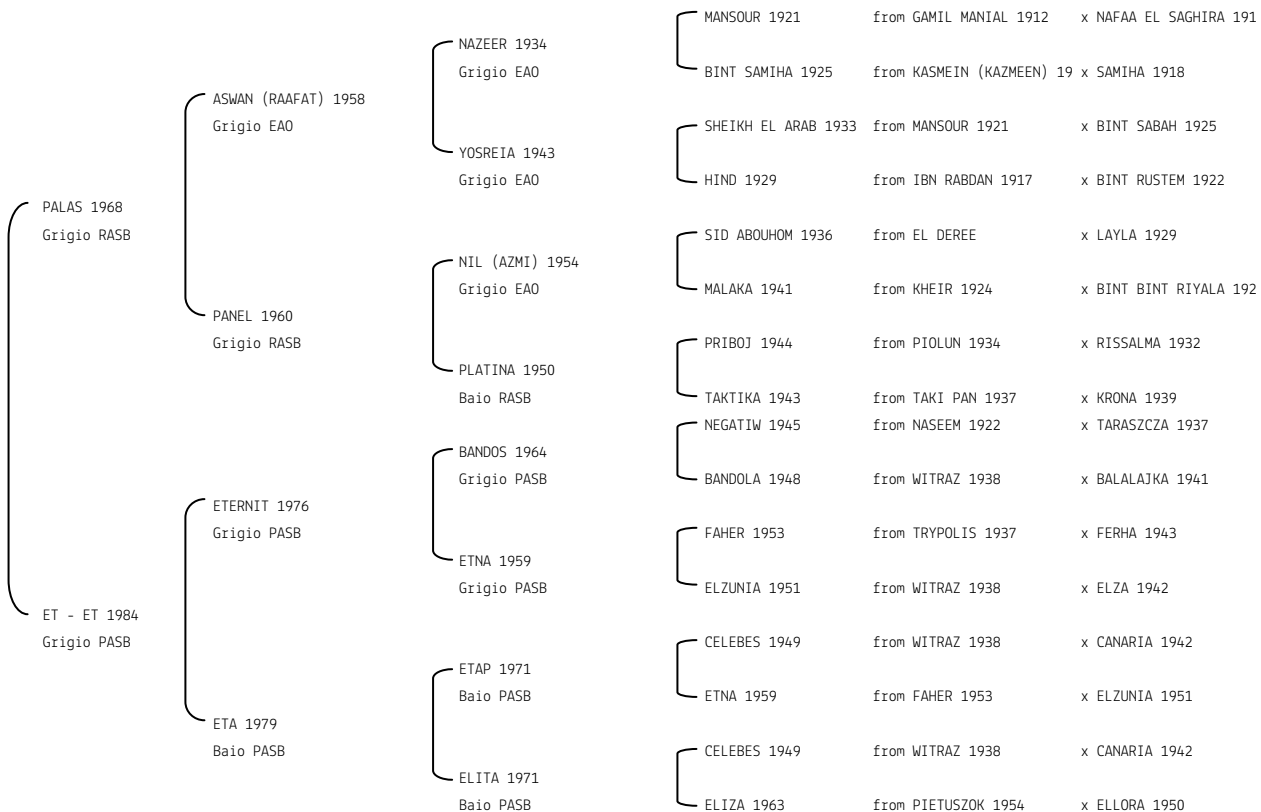 MANSOUR 1921 from GAMIL MANIAL 1912 x NAFAA EL SAGHIRA 191
NAZEER 1934
Grigio EAO
BINT SAMIHA 1925 from KASMEIN (KAZMEEN) 19 x SAMIHA 1918
ASWAN (RAAFAT) 1958
Grigio EAO
SHEIKH EL ARAB 1933 from MANSOUR 1921 x BINT SABAH 1925
YOSREIA 1943
Grigio EAO
HIND 1929 from IBN RABDAN 1917 x BINT RUSTEM 1922
PALAS 1968
Grigio RASB
SID ABOUHOM 1936 from EL DEREE x LAYLA 1929
NIL (AZMI) 1954
Grigio EAO
MALAKA 1941 from KHEIR 1924 x BINT BINT RIYALA 192
PANEL 1960
Grigio RASB
PRIBOJ 1944 from PIOLUN 1934 x RISSALMA 1932
PLATINA 1950
Baio RASB
TAKTIKA 1943 from TAKI PAN 1937 x KRONA 1939
NEGATIW 1945 from NASEEM 1922 x TARASZCZA 1937
BANDOS 1964
Grigio PASB
BANDOLA 1948 from WITRAZ 1938 x BALALAJKA 1941
ETERNIT 1976
Grigio PASB
FAHER 1953 from TRYPOLIS 1937 x FERHA 1943
ETNA 1959
Grigio PASB
ELZUNIA 1951 from WITRAZ 1938 x ELZA 1942
ET - ET 1984
Grigio PASB
CELEBES 1949 from WITRAZ 1938 x CANARIA 1942
ETAP 1971
Baio PASB
ETNA 1959 from FAHER 1953 x ELZUNIA 1951
ETA 1979
Baio PASB
CELEBES 1949 from WITRAZ 1938 x CANARIA 1942
ELITA 1971
Baio PASB
ELIZA 1963 from PIETUSZOK 1954 x ELLORA 1950